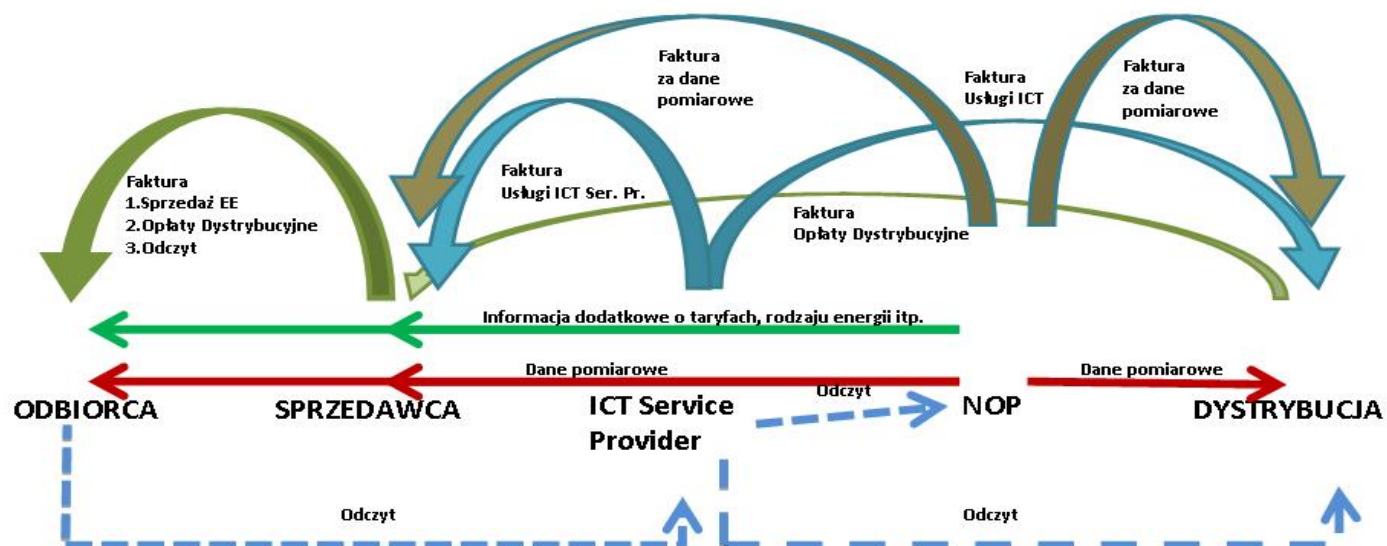 Faktura
za dane
pomiarowe
Faktura
Usługi ICT
Faktura
za dane
pomiarowe
Faktura
1.Sprzedaż EE
2.Opłaty Dystrybucyjne
3.Odczyt
Faktura
Usługi ICT Ser. Pr.
Faktura
Opłaty Dystrybucyjne
Informacja dodatkowe o taryfach, rodzaju energii itp.
Dane pomiarowe
Dane pomiarowe
Odczyt
ODBIORCA
SPRZEDAWCA
ICT Service
Provider
NOP
DYSTRYBUCJA
Odczyt
Odczyt